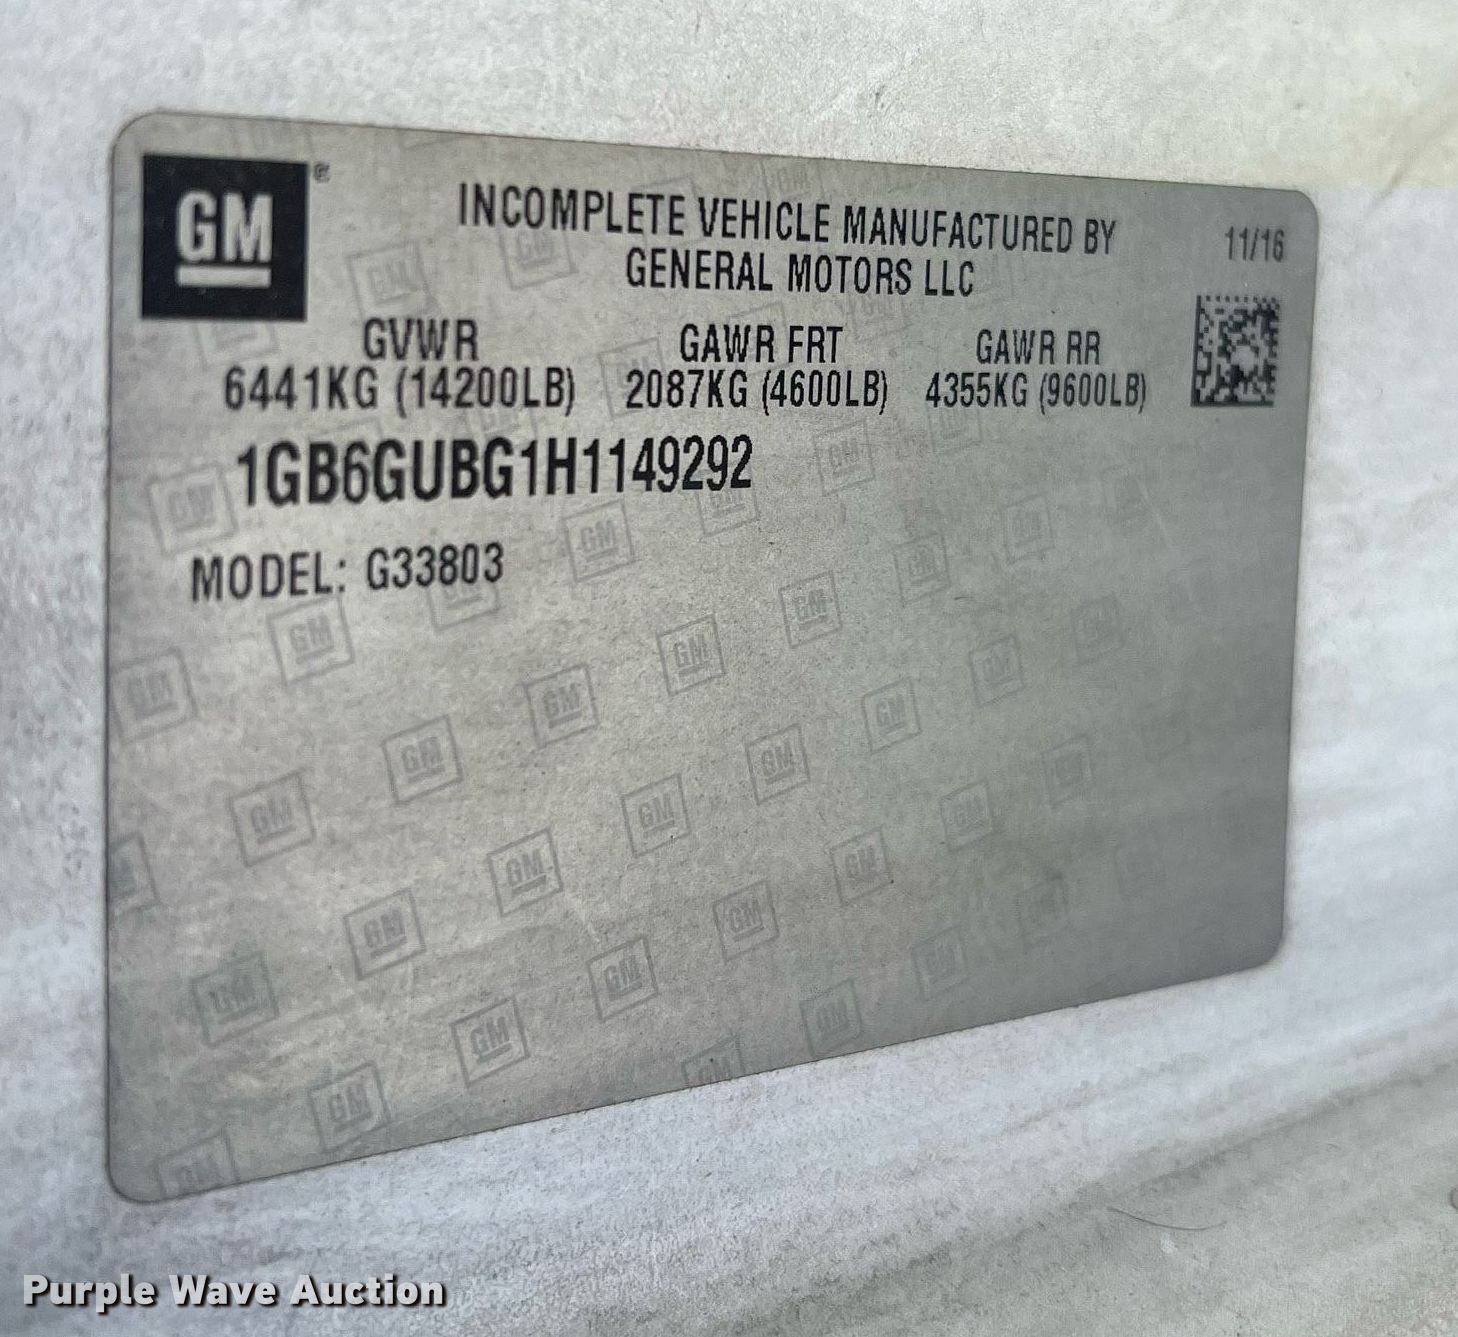 GM®
INCOMPLETE VEHICLE MANUFACTURED BY
GENERAL MOTORS LLC
11/16
GVWR GAWR FRT GAWR RR
6441KG (14200LB) 2087KG (4600LB) 4355KG (9600LB)
1GB6GUBG1H1149292
MODEL: G33803
Purple Wave Auction